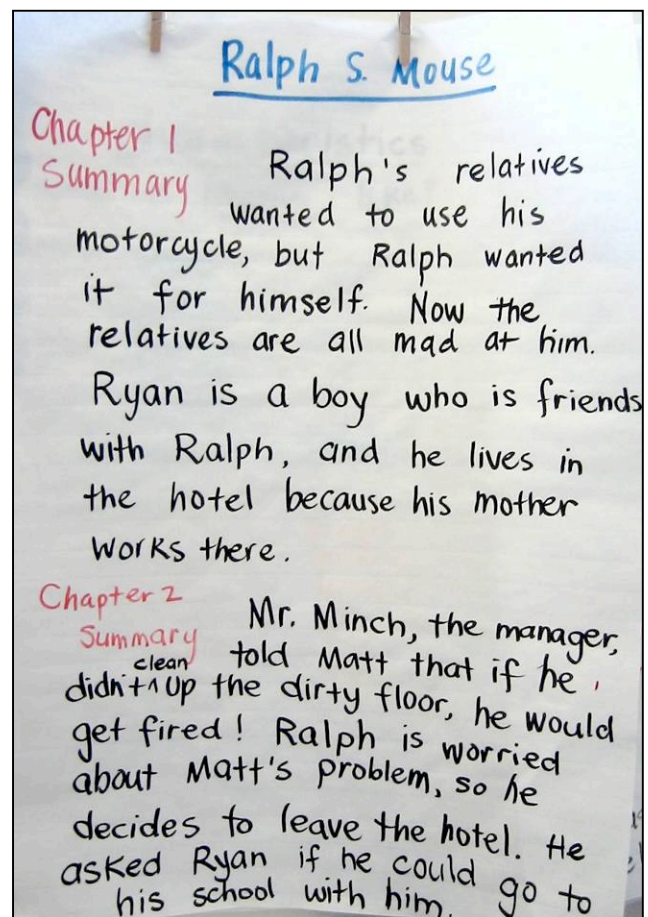 Ralph S. Mouse
Chapter 1
Summary
Ralph's relatives
wanted to use his
motorcycle, but Ralph wanted
it for himself. Now the
relatives are all mad at him.
Ryan is a boy who is friends
with Ralph, and he lives in
the hotel because his mother
works there.
Chapter 2
Summary
Mr. Minch, the manager,
told Matt that if he
didn't ^clean up the dirty floor, he would
get fired! Ralph is worried
about Matt's problem, so he
decides to leave the hotel. He
asked Ryan if he could go to
his school with him.